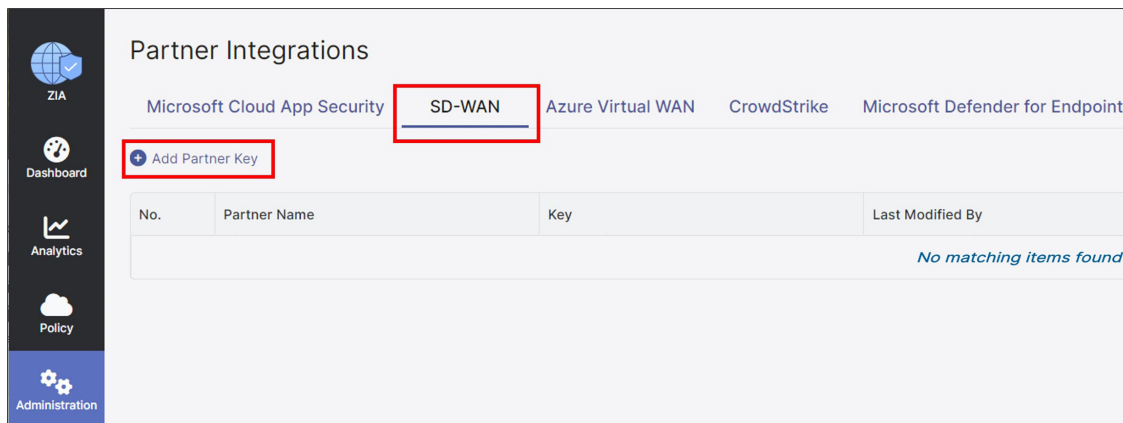 Partner Integrations
ZIA
Microsoft Cloud App Security SD-WAN Azure Virtual WAN CrowdStrike Microsoft Defender for Endpoint
Add Partner Key
Dashboard
No. Partner Name Key Last Modified By
Analytics
No matching items found
Policy
Administration